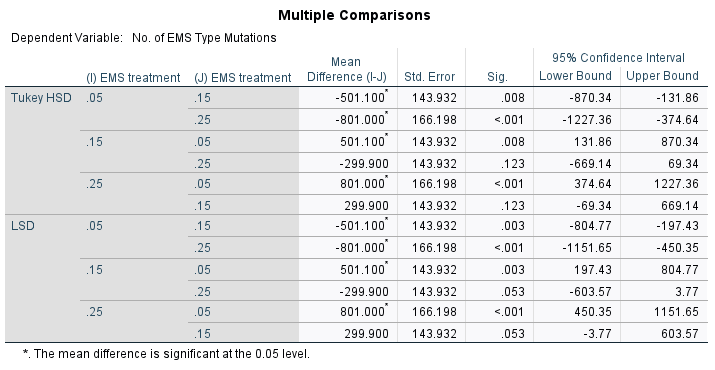 Multiple Comparisons
Dependent Variable: No. of EMS Type Mutations
(I) EMS treatment (J) EMS treatment Mean Difference (I-J) Std. Error Sig. 95% Confidence Interval Lower Bound Upper Bound
Tukey HSD .05 .15 -501.100* 143.932 .008 -870.34 -131.86
.25 -801.000* 166.198 <.001 -1227.36 -374.64
.15 .05 501.100* 143.932 .008 131.86 870.34
.25 -299.900 143.932 .123 -669.14 69.34
.25 .05 801.000* 166.198 <.001 374.64 1227.36
.15 299.900 143.932 .123 -69.34 669.14
LSD .05 .15 -501.100* 143.932 .003 -804.77 -197.43
.25 -801.000* 166.198 <.001 -1151.65 -450.35
.15 .05 501.100* 143.932 .003 197.43 804.77
.25 -299.900 143.932 .053 -603.57 3.77
.25 .05 801.000* 166.198 <.001 450.35 1151.65
.15 299.900 143.932 .053 -3.77 603.57
*. The mean difference is significant at the 0.05 level.